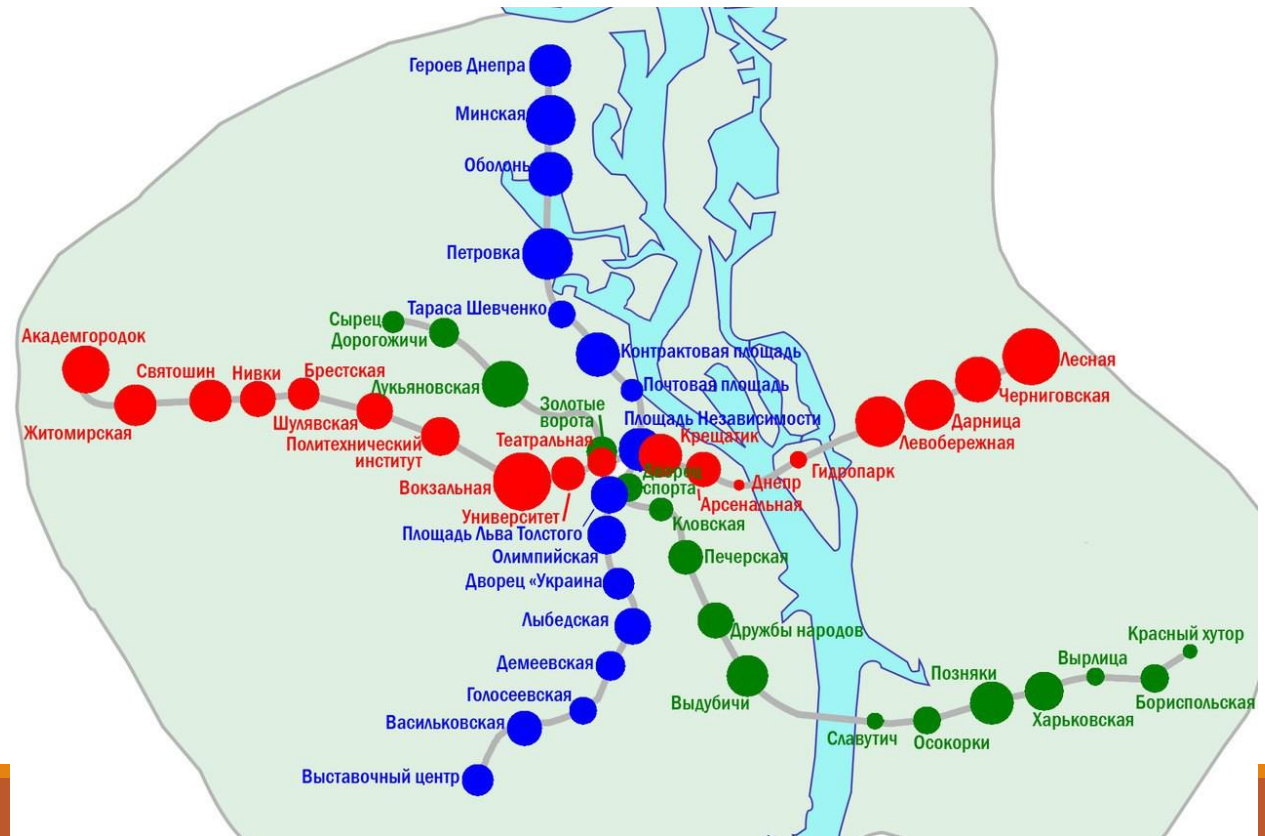 Героев Днепра
Минская
Оболонь
Петровка
Тараса Шевченко
Контрактовая площадь
Почтовая площадь
Площадь Независимости
Площадь Льва Толстого
Олимпийская
Дворец «Украина
Лыбедская
Демеевская
Голосеевская
Васильковская
Выставочный центр
Академгородок
Житомирская
Святошин
Нивки
Брестская
Шулявская
Политехнический
институт
Вокзальная
Университет
Театральная
Крещатик
Арсенальная
Днепр
Гидропарк
Левобережная
Дарница
Черниговская
Лесная
Сырец
Дорогожичи
Лукьяновская
Золотые
ворота
Дворец
спорта
Кловская
Печерская
Дружбы народов
Выдубичи
Славутич
Осокорки
Позняки
Харьковская
Вырлица
Бориспольская
Красный хутор